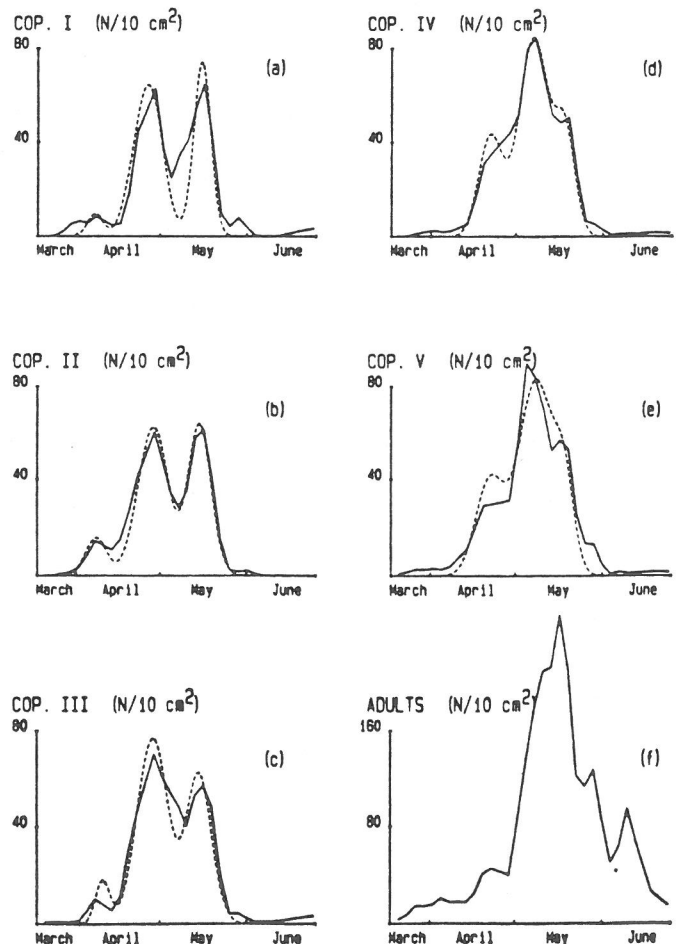 COP. I (N/10 cm2)
80
(a)
40
March April May June
COP. IV (N/10 cm2)
80
(d)
40
March April May June
COP. II (N/10 cm2)
80
(b)
40
March April May June
COP. V (N/10 cm2)
80
(e)
40
March April May June
COP. III (N/10 cm2)
80
(c)
40
March April May June
ADULTS (N/10 cm2)
160
(f)
80
March April May June